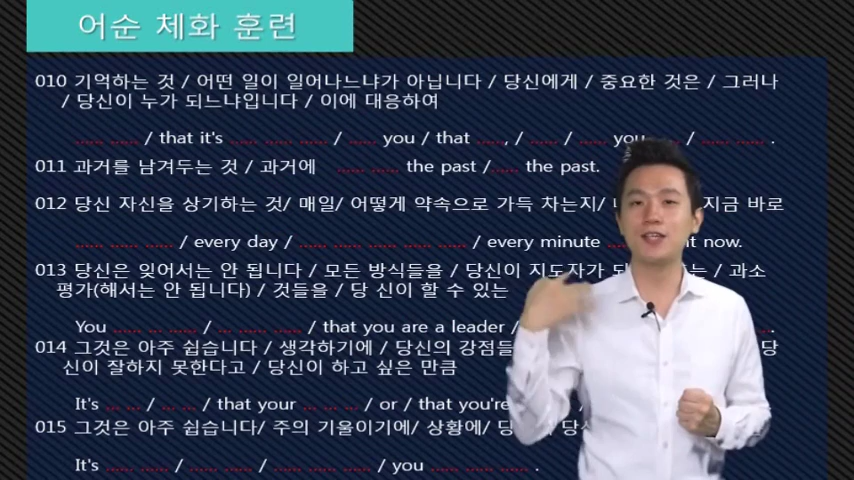 어순 체화 훈련
010 기억하는 것 / 어떤 일이 일어나느냐가 아닙니다 / 당신에게 / 중요한 것은 / 그러나
/ 당신이 누가 되느냐입니다 / 이에 대응하여
...... ...... / that it's ...... ...... ...... / ...... you / that ....., / ...... / ...... you ...... / ...... ...... .
011 과거를 남겨두는 것 / 과거에 ...... ...... the past / ...... the past.
012 당신 자신을 상기하는 것/ 매일/ 어떻게 약속으로 가득 차는지/ 지금 바로
...... ...... ...... / every day / ...... ...... ...... ...... ...... ...... / every minute ...... now.
013 당신은 잊어서는 안 됩니다 / 모든 방식들을 / 당신이 지도자가 / 과소
평가(해서는 안 됩니다) / 것들을 / 당 신이 할 수 있는
You ...... ...... ... / ... ...... ...... / that you are a leader /
014 그것은 아주 쉽습니다 / 생각하기에 / 당신의 강점들 당
신이 잘하지 못한다고 / 당신이 하고 싶은 만큼
It's ... ... / ... ... / that your ... ... ... / or / that you're
015 그것은 아주 쉽습니다/ 주의 기울이기에/ 상황에/
It's ...... ...... / ...... ...... / ...... ...... ...... / you ...... ...... ...... .